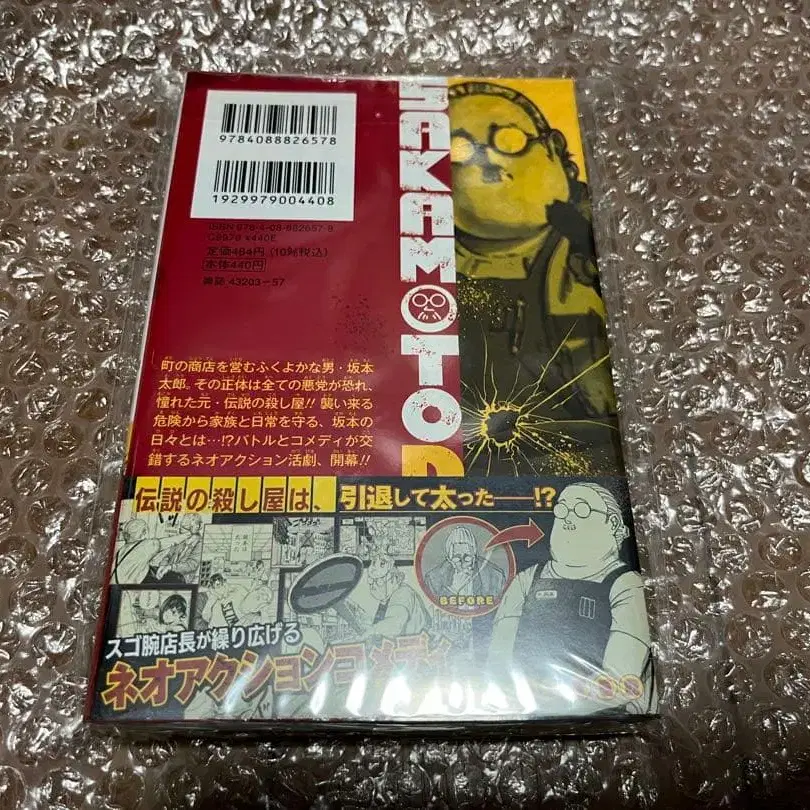 9784088826578
1929979004408
ISBN 978-4-08-882657-8
C9979 ¥440E
定価484円(10%税込)
本体440円
雑誌 43203-57
SAKAMOTO D
町の商店を営むふくよかな男・坂本
太郎。その正体は全ての悪党が恐れ、
憧れた元・伝説の殺し屋!! 襲い来る
危険から家族と日常を守る、坂本の
日々とは…!?バトルとコメディが交
錯するネオアクション活劇、開幕!!
伝説の殺し屋は、引退して太った――!?
BEFORE
スゴ腕店長が繰り広げる
ネオアクションコメディ